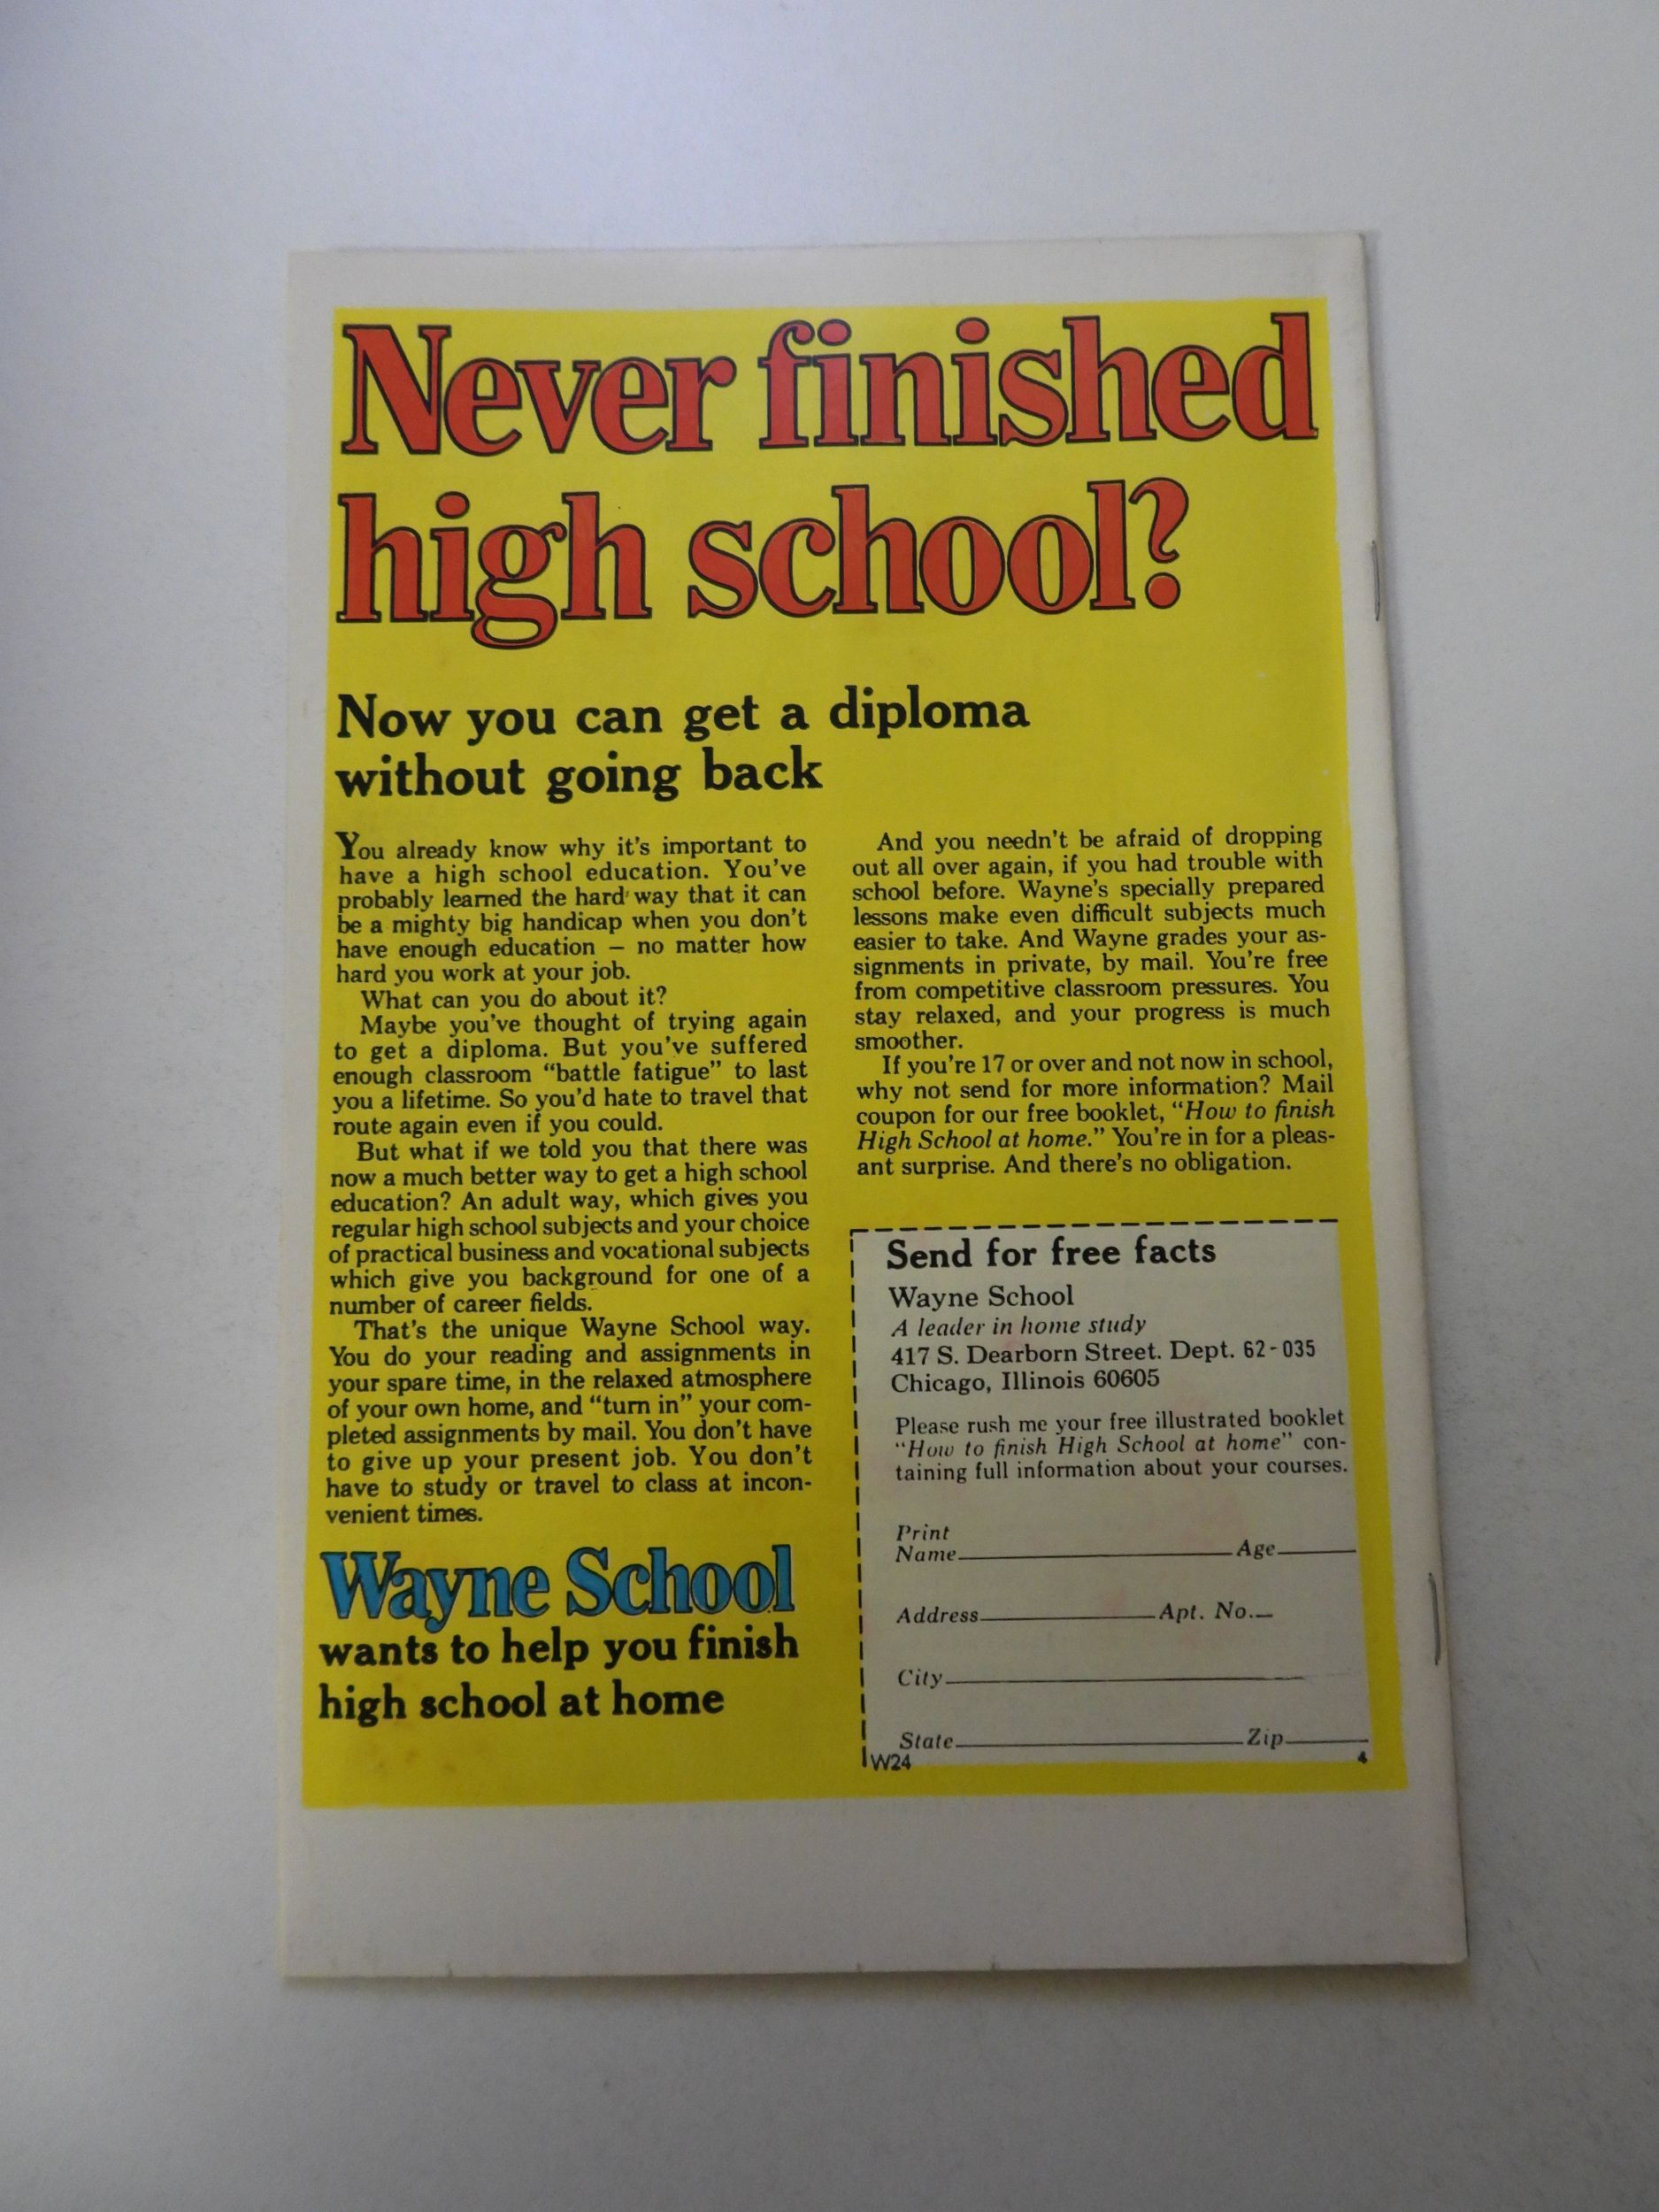 Never finished
high school?
Now you can get a diploma
without going back
You already know why it's important to
have a high school education. You've
probably learned the hard way that it can
be a mighty big handicap when you don't
have enough education – no matter how
hard you work at your job.
What can you do about it?
Maybe you've thought of trying again
to get a diploma. But you've suffered
enough classroom “battle fatigue” to last
you a lifetime. So you'd hate to travel that
route again even if you could.
But what if we told you that there was
now a much better way to get a high school
education? An adult way, which gives you
regular high school subjects and your choice
of practical business and vocational subjects
which give you background for one of a
number of career fields.
That's the unique Wayne School way.
You do your reading and assignments in
your spare time, in the relaxed atmosphere
of your own home, and “turn in” your com-
pleted assignments by mail. You don't have
to give up your present job. You don't
have to study or travel to class at incon-
venient times.
Wayne School
wants to help you finish
high school at home
And you needn't be afraid of dropping
out all over again, if you had trouble with
school before. Wayne's specially prepared
lessons make even difficult subjects much
easier to take. And Wayne grades your as-
signments in private, by mail. You're free
from competitive classroom pressures. You
stay relaxed, and your progress is much
smoother.
If you're 17 or over and not now in school,
why not send for more information? Mail
coupon for our free booklet, “How to finish
High School at home.” You're in for a pleas-
ant surprise. And there's no obligation.
Send for free facts
Wayne School
A leader in home study
417 S. Dearborn Street. Dept. 62-035
Chicago, Illinois 60605
Please rush me your free illustrated booklet
“How to finish High School at home” con-
taining full information about your courses.
Print
Name Age
Address Apt. No.
City
State Zip
W24 4